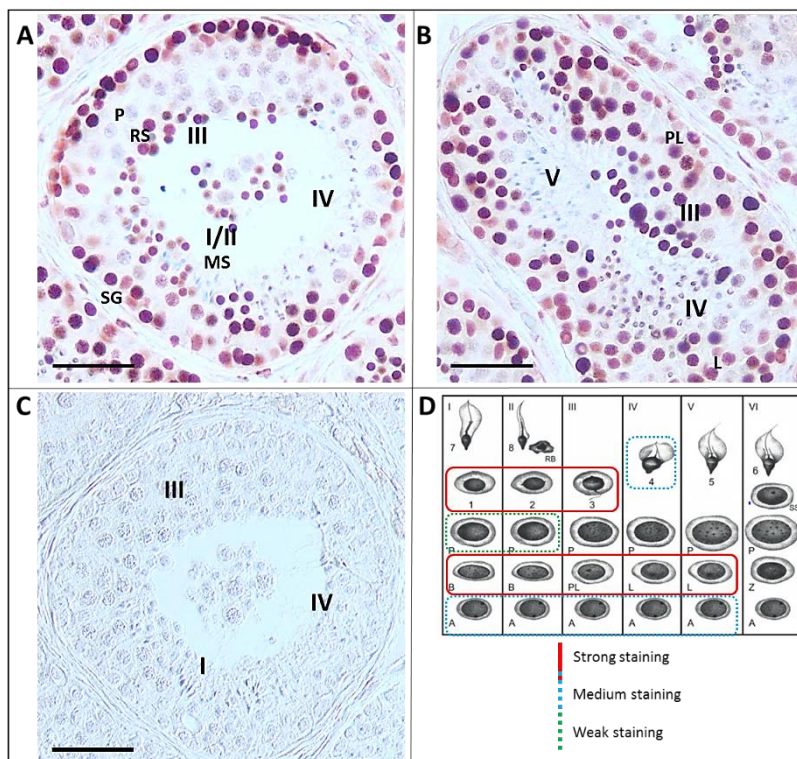 A
III
P
RS
IV
I/II
MS
SG
B
PL
V
III
IV
L
C
III
IV
I
D
I II III IV V VI
7 8 RB 4 5 6
1 2 3 SS
P P P P P P
B B PL L L Z
A A A A A A
Strong staining
Medium staining
Weak staining